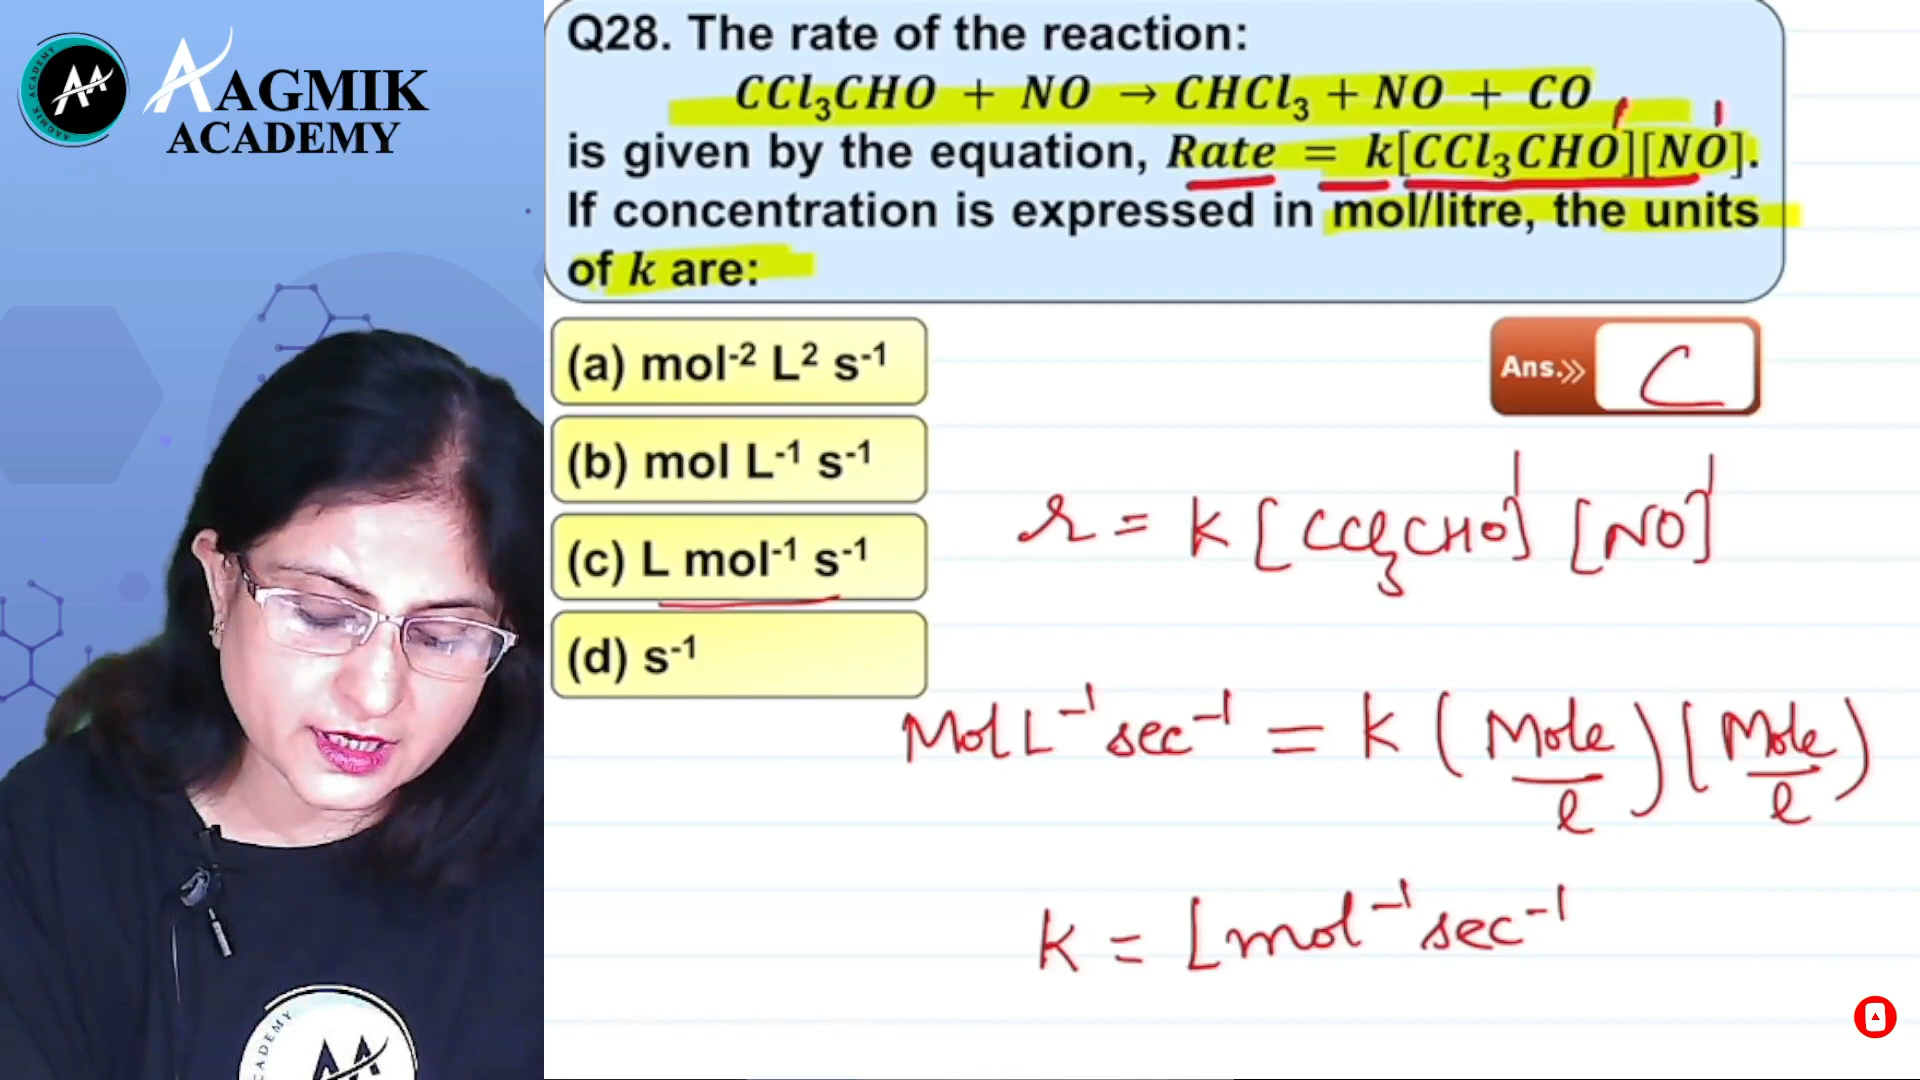 AAGMIK
ACADEMY
Q28. The rate of the reaction:
CCl₃CHO + NO → CHCl₃ + NO + CO
is given by the equation, Rate = k[CCl₃CHO][NO].
If concentration is expressed in mol/litre, the units
of k are:
(a) mol⁻² L² s⁻¹
(b) mol L⁻¹ s⁻¹
(c) L mol⁻¹ s⁻¹
(d) s⁻¹
Ans.>> C
r = k [CCl₃CHO]¹ [NO]¹
Mol L⁻¹ sec⁻¹ = k (Mole/l) (Mole/l)
k = L mol⁻¹ sec⁻¹